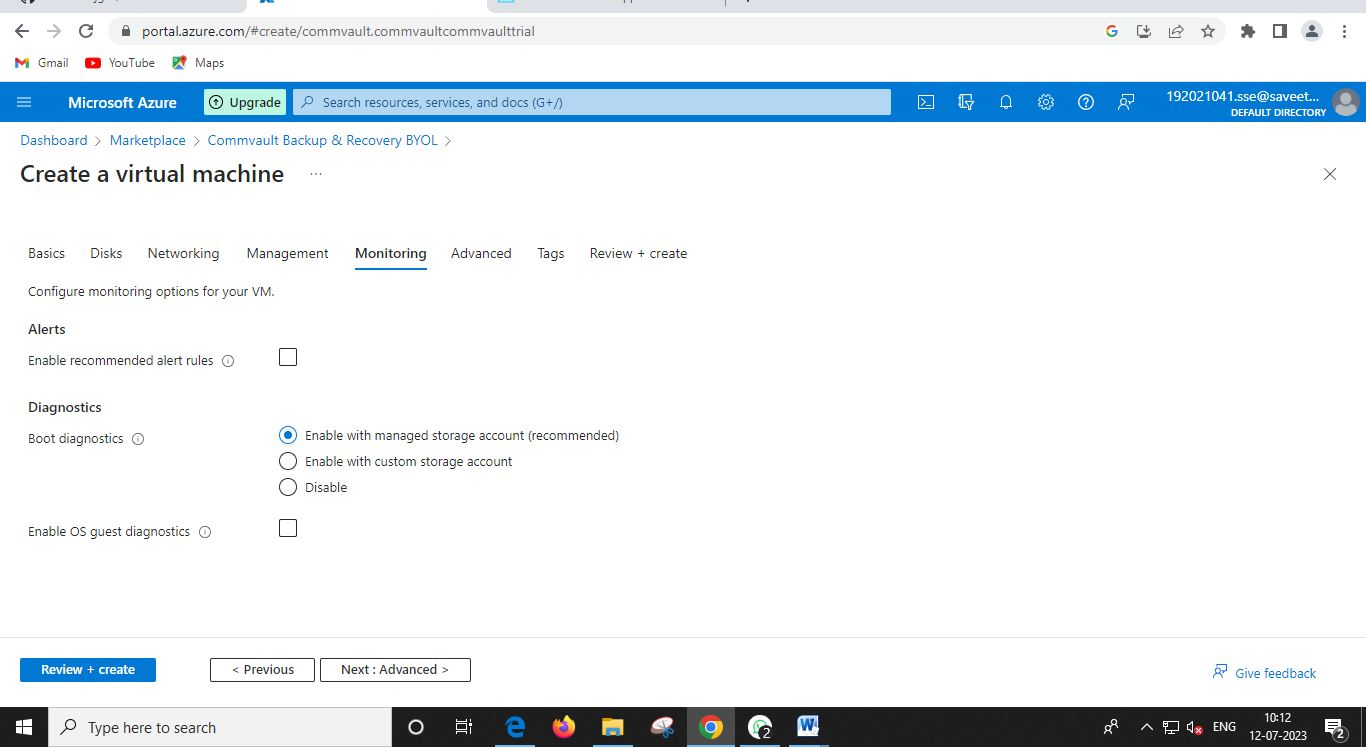 portal.azure.com/#create/commvault.commvaultcommvaulttrial
Gmail YouTube Maps
Microsoft Azure Upgrade Search resources, services, and docs (G+/) 192021041.sse@saveet...
DEFAULT DIRECTORY
Dashboard > Marketplace > Commvault Backup & Recovery BYOL >
Create a virtual machine ...
Basics Disks Networking Management Monitoring Advanced Tags Review + create
Configure monitoring options for your VM.
Alerts
Enable recommended alert rules
Diagnostics
Boot diagnostics
Enable with managed storage account (recommended)
Enable with custom storage account
Disable
Enable OS guest diagnostics
Review + create < Previous Next : Advanced > Give feedback
Type here to search 2 ENG 10:12
12-07-2023 2